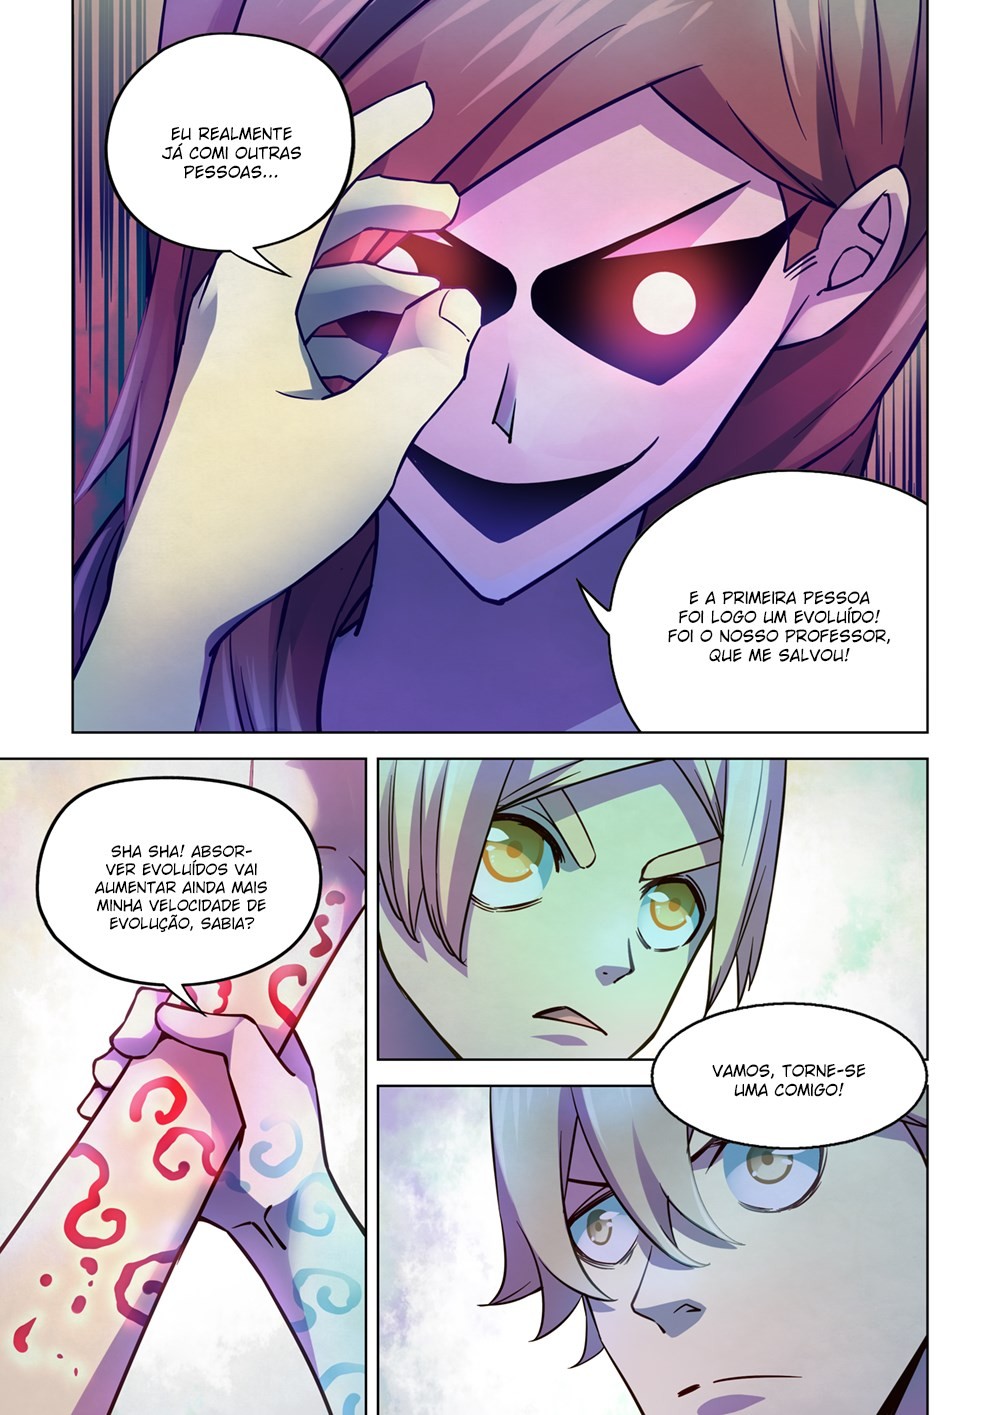 EU REALMENTE
JÁ COMI OUTRAS
PESSOAS...
E A PRIMEIRA PESSOA
FOI LOGO UM EVOLUÍDO!
FOI O NOSSO PROFESSOR,
QUE ME SALVOU!
SHA SHA! ABSOR-
VER EVOLUÍDOS VAI
AUMENTAR AINDA MAIS
MINHA VELOCIDADE DE
EVOLUÇÃO, SABIA?
VAMOS, TORNE-SE
UMA COMIGO!